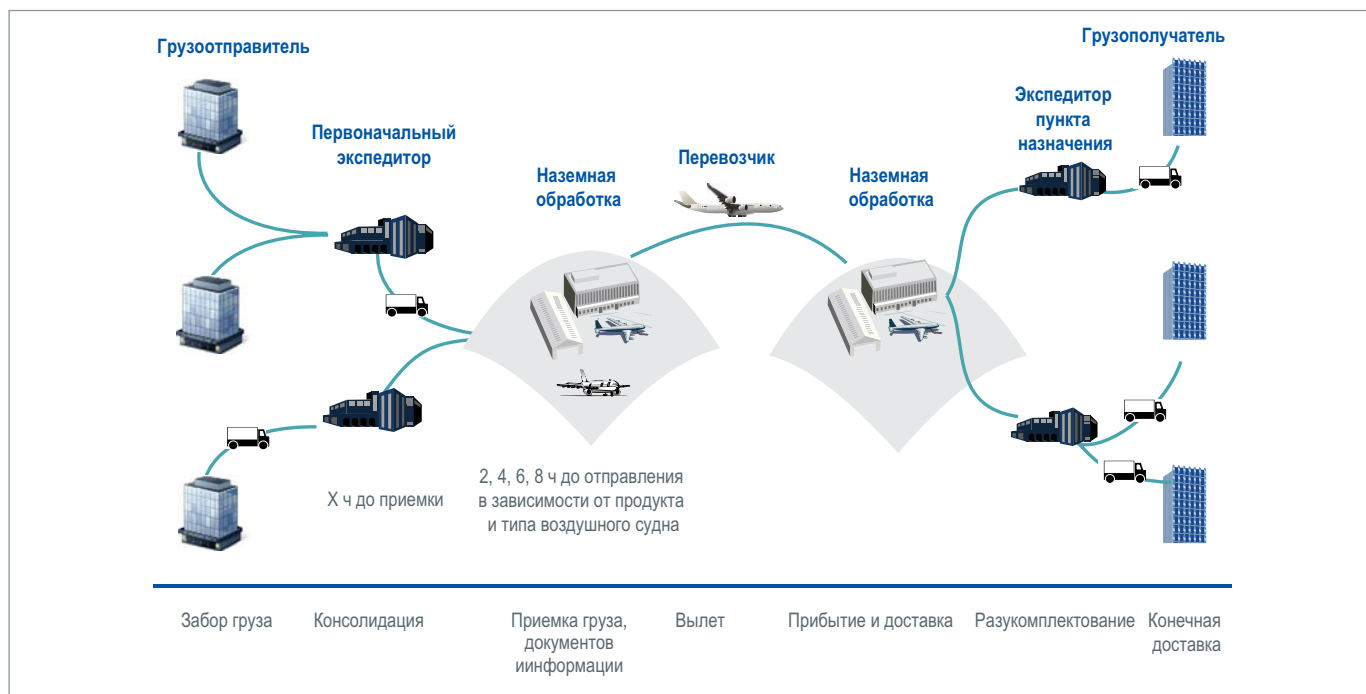 Грузоотправитель
Грузополучатель
Первоначальный
экспедитор
Наземная
обработка
Перевозчик
Наземная
обработка
Экспедитор
пункта
назначения
X ч до приемки
2, 4, 6, 8 ч до отправления
в зависимости от продукта
и типа воздушного судна
Забор груза
Консолидация
Приемка груза,
документов
иинформации
Вылет
Прибытие и доставка
Разукомплектование
Конечная
доставка